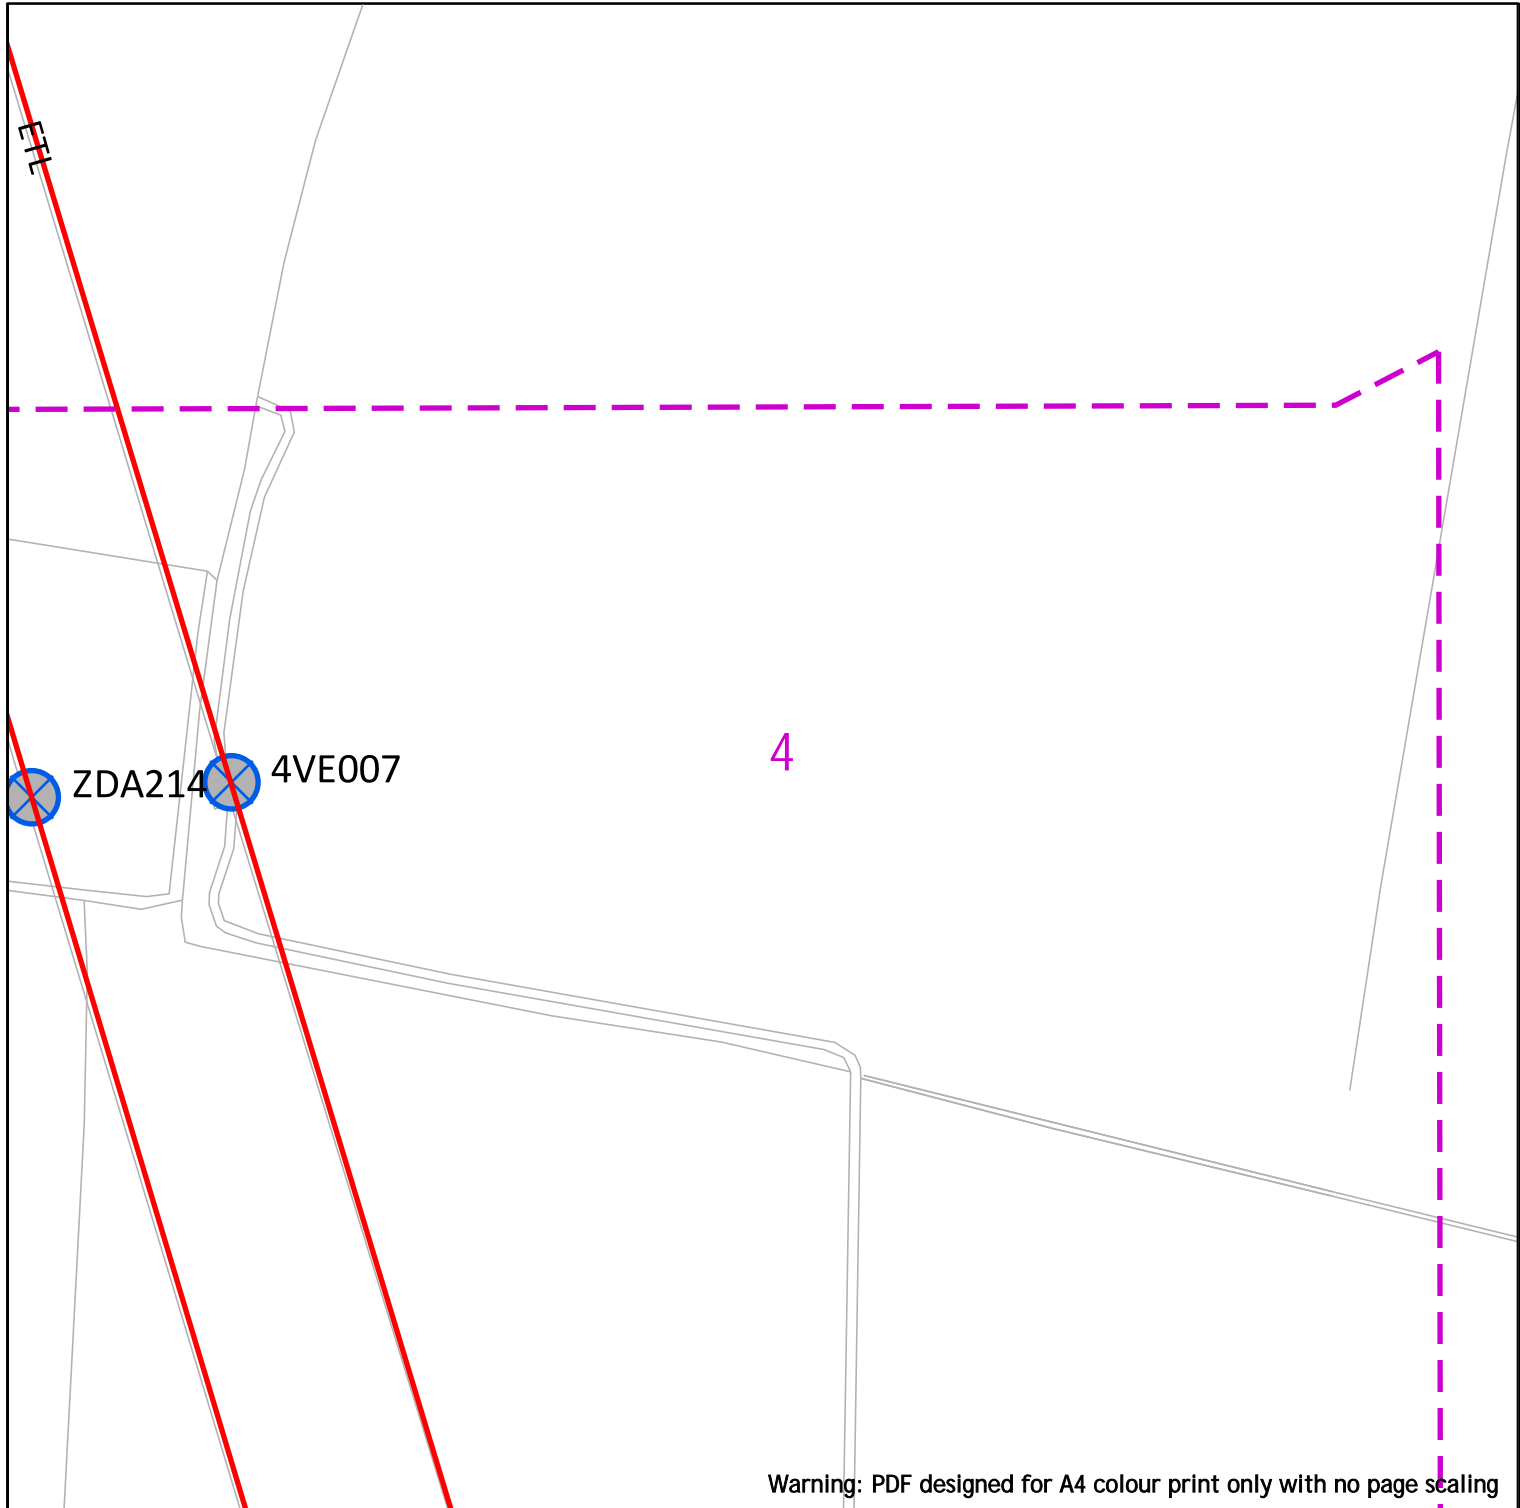 ETL
4
ZDA214
4VE007
Warning: PDF designed for A4 colour print only with no page scaling